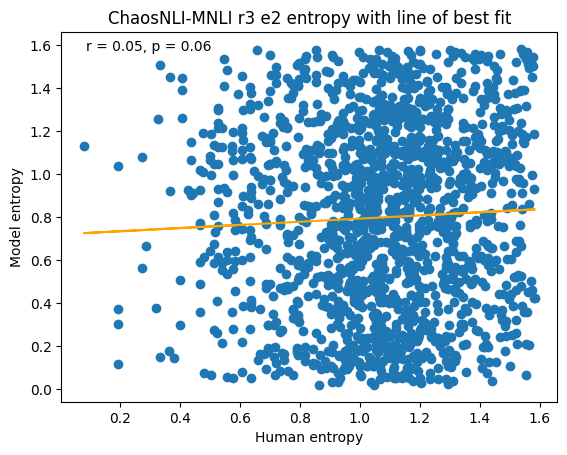 ChaosNLI-MNLI r3 e2 entropy with line of best fit
r = 0.05, p = 0.06
Model entropy
1.6
1.4
1.2
1.0
0.8
0.6
0.4
0.2
0.0
0.2 0.4 0.6 0.8 1.0 1.2 1.4 1.6
Human entropy